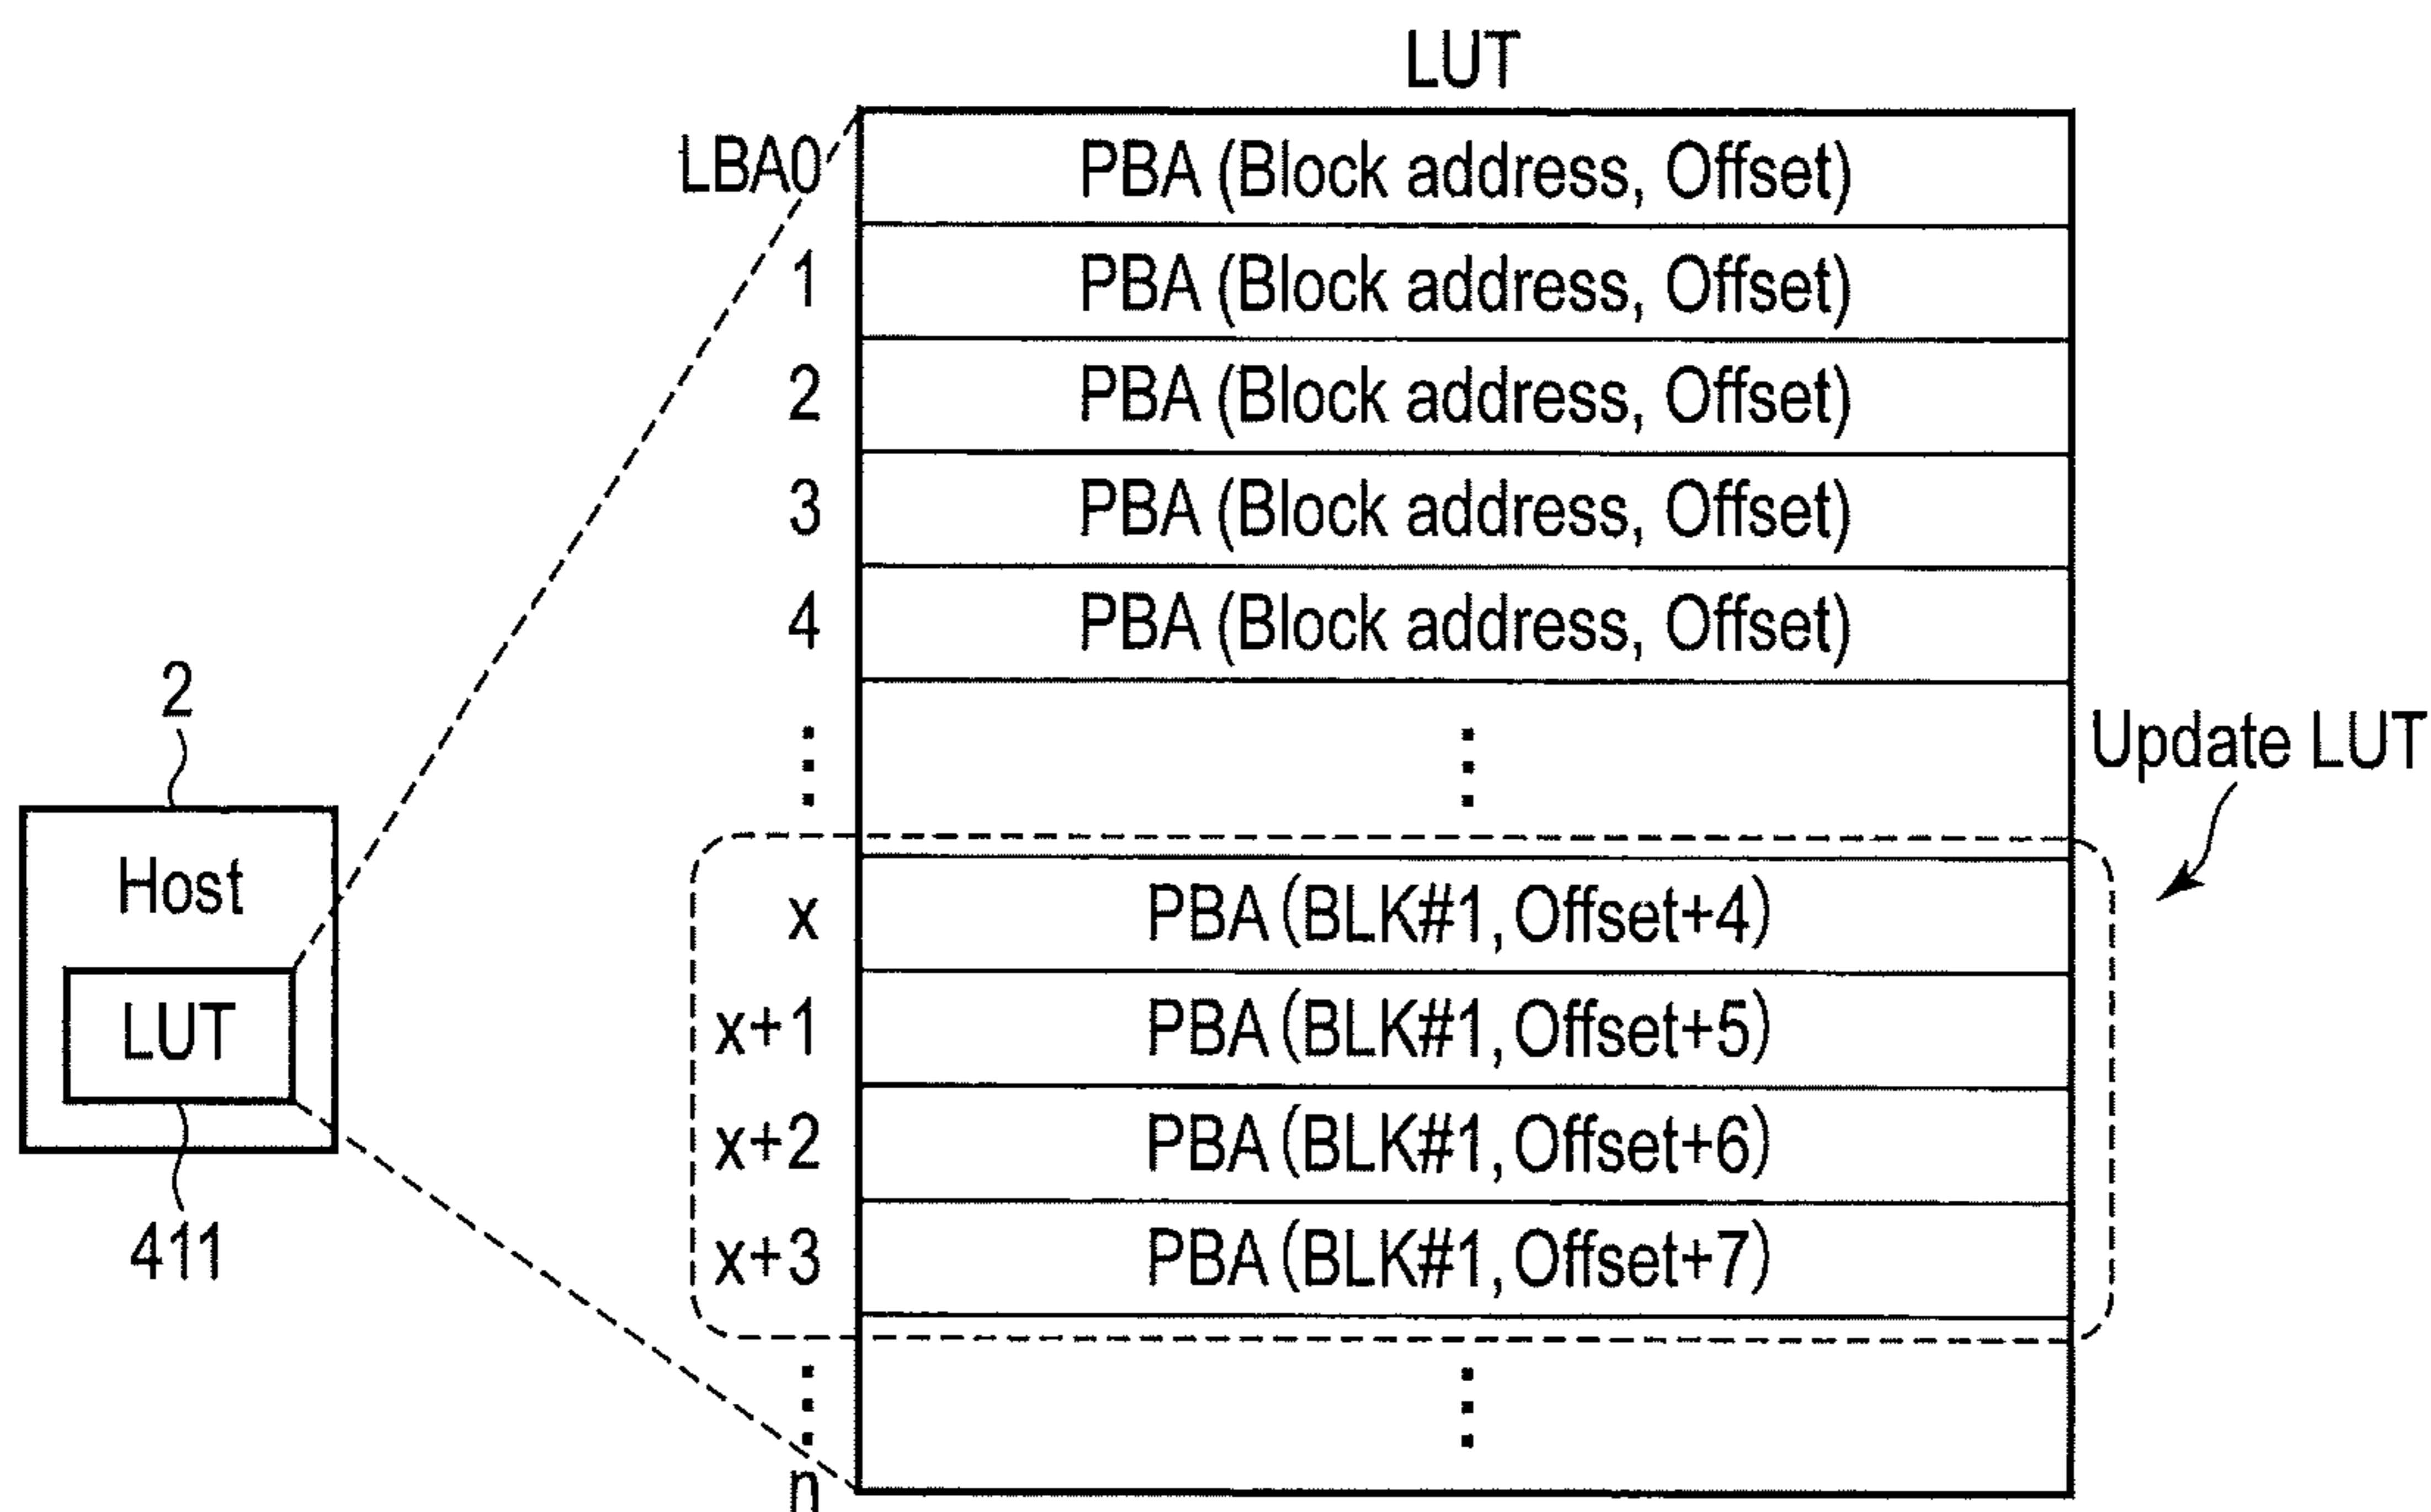 LUT
LBA0 PBA (Block address, Offset)
1 PBA (Block address, Offset)
2 PBA (Block address, Offset)
3 PBA (Block address, Offset)
4 PBA (Block address, Offset)
2
Update LUT
Host
x PBA (BLK#1, Offset+4)
LUT
x+1 PBA (BLK#1, Offset+5)
x+2 PBA (BLK#1, Offset+6)
411
x+3 PBA (BLK#1, Offset+7)
n